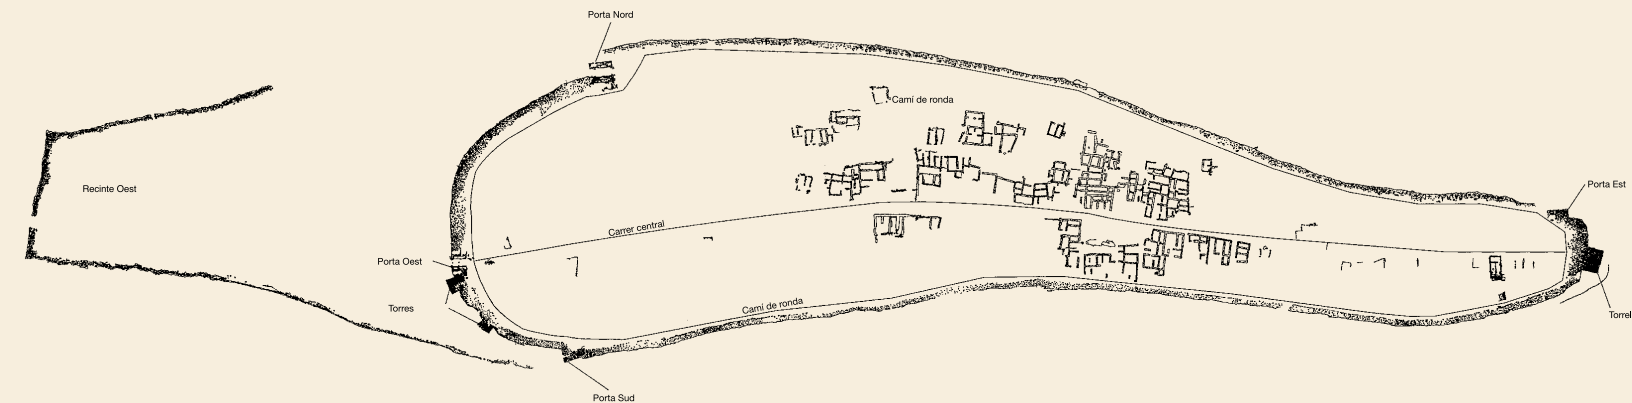 Porta Nord
Camí de ronda
Recinte Oest
Porta Est
Carrer central
Porta Oest
Camí de ronda
Torres
Torrel
Porta Sud